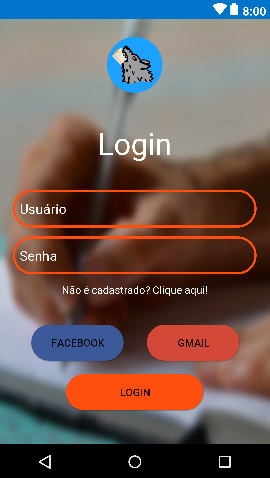 8:00
Login
Usuário
Senha
Não é cadastrado? Clique aqui!
FACEBOOK GMAIL
LOGIN